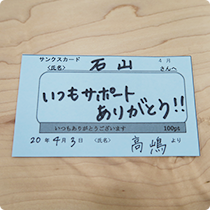 サンクスカード
4月
〈氏名〉 石山 さんへ
いつもサポート
ありがとう!!
いつもありがとうございます 100pt
20年4月3日 〈氏名〉 高嶋 より